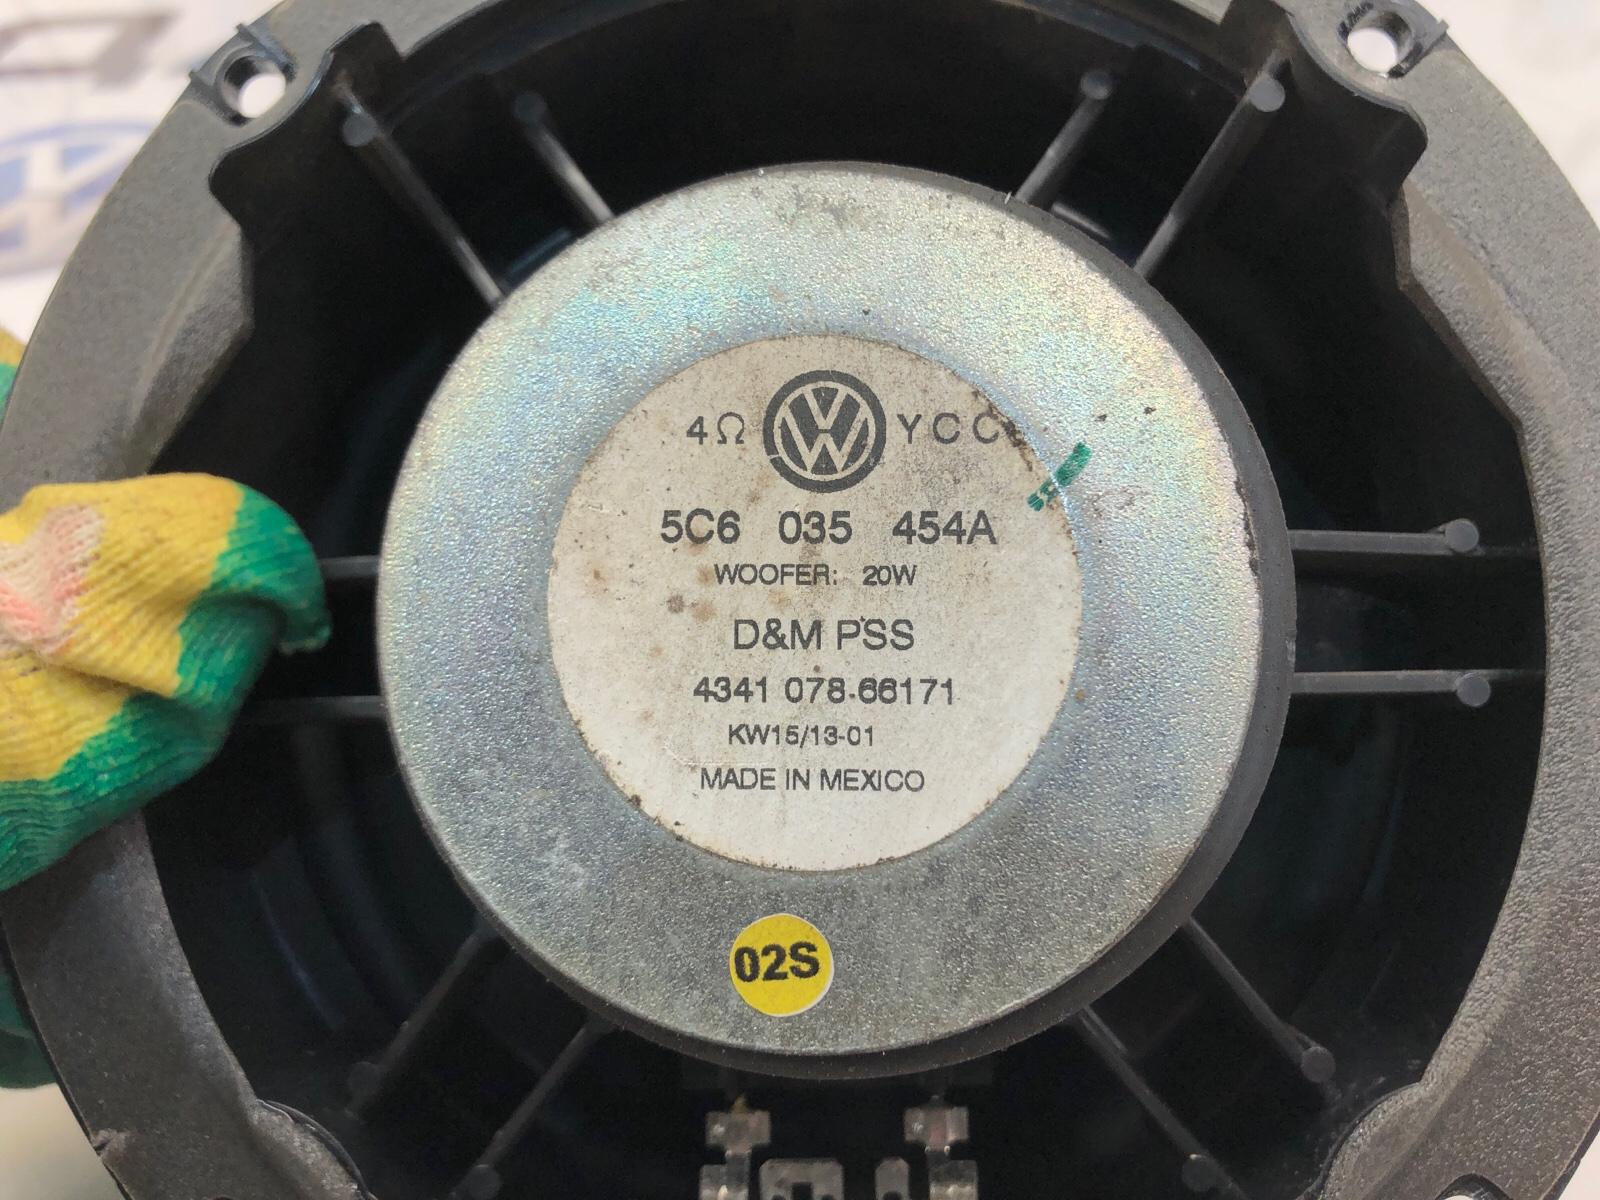 4Ω YCC
5C6 035 454A
WOOFER: 20W
D&M PSS
4341 078-66171
KW15/13-01
MADE IN MEXICO
02S